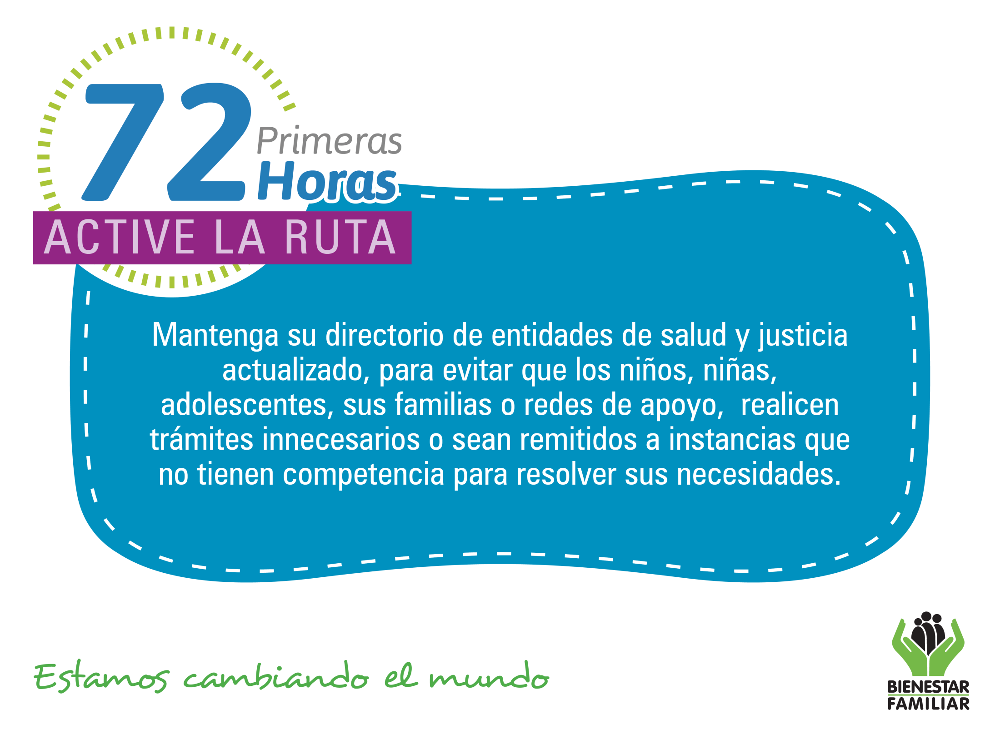 72
Primeras
Horas
ACTIVE LA RUTA
Mantenga su directorio de entidades de salud y justicia
actualizado, para evitar que los niños, niñas,
adolescentes, sus familias o redes de apoyo, realicen
trámites innecesarios o sean remitidos a instancias que
no tienen competencia para resolver sus necesidades.
Estamos cambiando el mundo
BIENESTAR
FAMILIAR